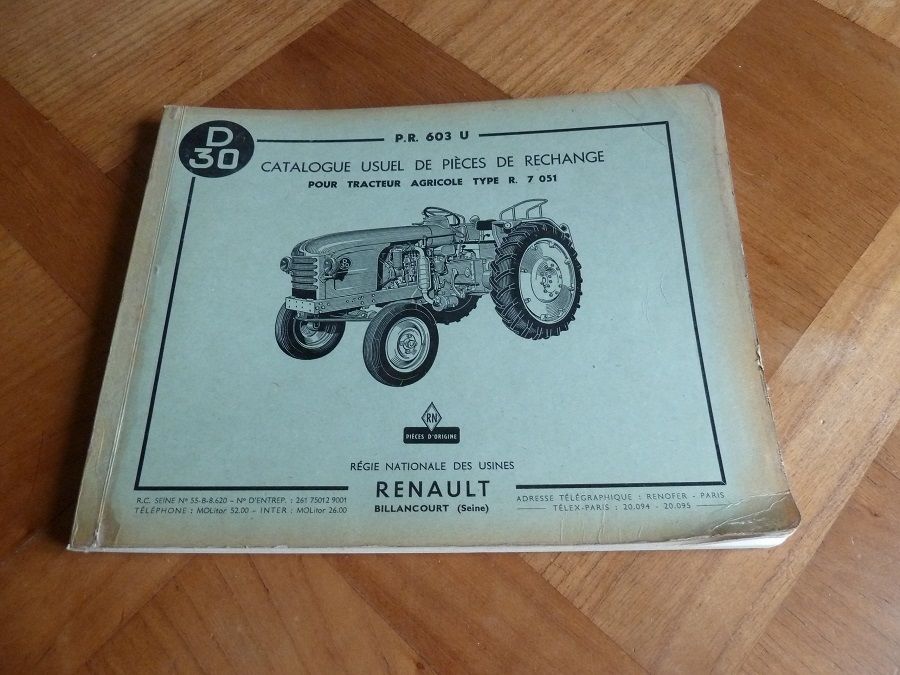 D
30
P.R. 603 U
CATALOGUE USUEL DE PIÈCES DE RECHANGE
POUR TRACTEUR AGRICOLE TYPE R. 7 051
RN
PIÈCES D'ORIGINE
RÉGIE NATIONALE DES USINES
RENAULT
BILLANCOURT (Seine)
R.C. SEINE Nº 55-B-8.620 – Nº D'ENTREP. : 261 75012 9001
TÉLÉPHONE : MOLitor 52.00 – INTER : MOLitor 26.00
ADRESSE TÉLÉGRAPHIQUE : RENOFER - PARIS
TÉLEX-PARIS : 20.094 - 20.095